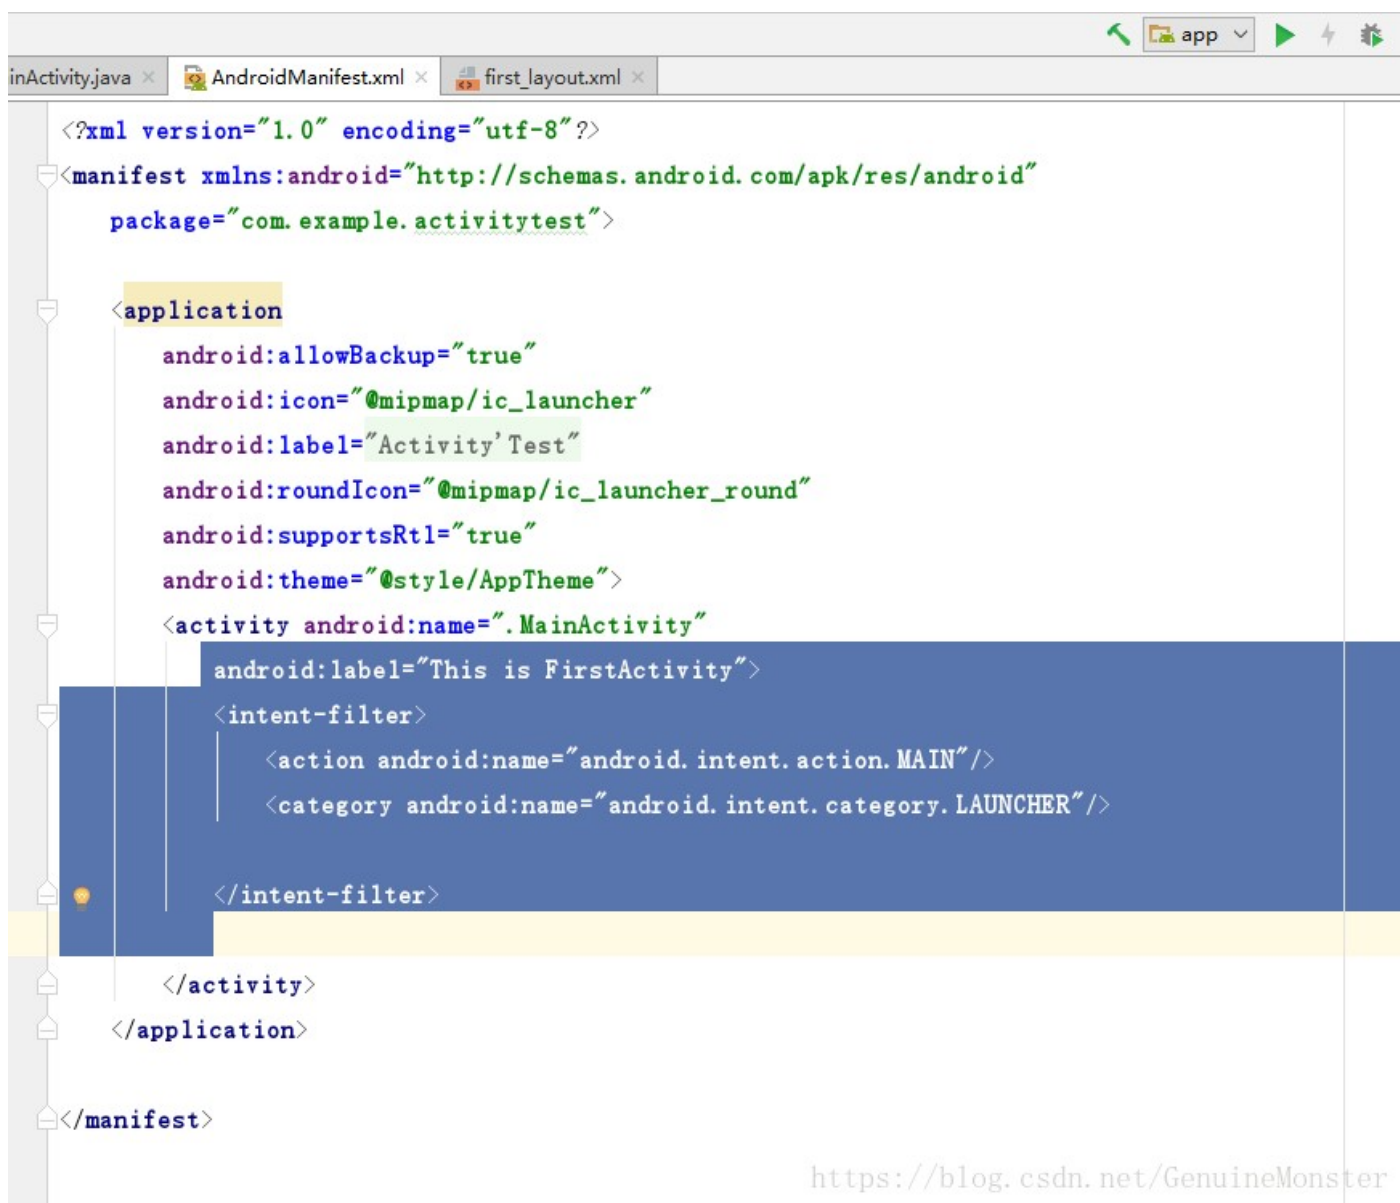 app
inActivity.java
AndroidManifest.xml
first_layout.xml
<?xml version="1.0" encoding="utf-8"?>
<manifest xmlns:android="http://schemas.android.com/apk/res/android"
package="com.example.activitytest">
<application
android:allowBackup="true"
android:icon="@mipmap/ic_launcher"
android:label="Activity'Test"
android:roundIcon="@mipmap/ic_launcher_round"
android:supportsRtl="true"
android:theme="@style/AppTheme">
<activity android:name=".MainActivity"
android:label="This is FirstActivity">
<intent-filter>
<action android:name="android.intent.action.MAIN"/>
<category android:name="android.intent.category.LAUNCHER"/>
</intent-filter>
</activity>
</application>
</manifest>
https://blog.csdn.net/GenuineMonster